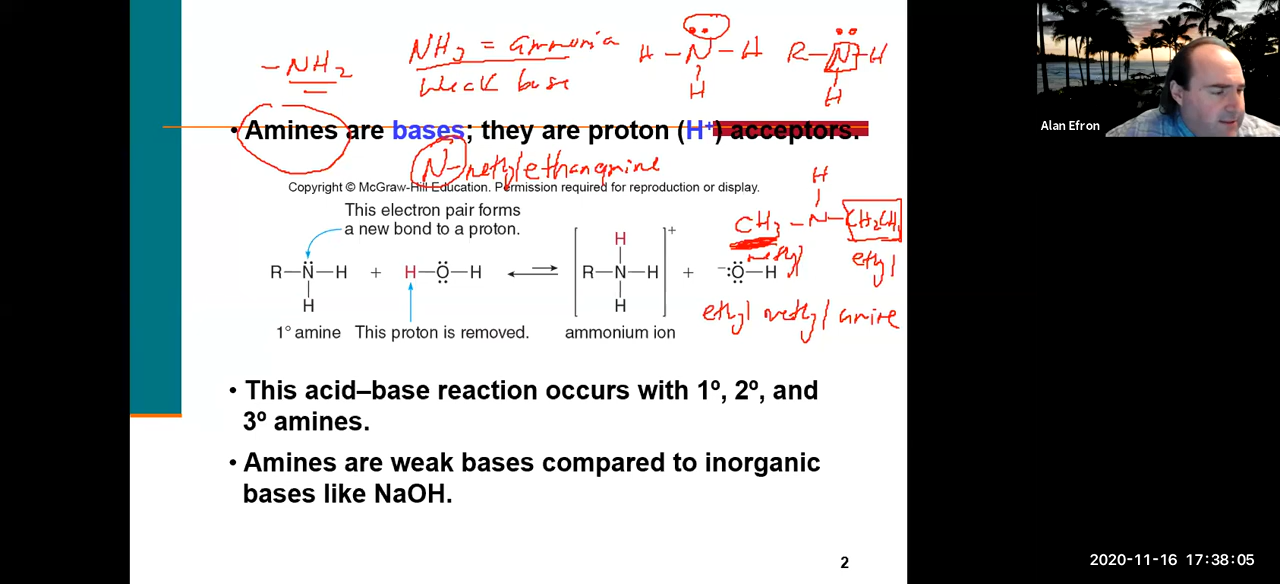 -NH2
NH3 = ammonia
weak base
H-N-H
H
R-N-H
H
Alan Efron
• Amines are bases; they are proton (H+) acceptors.
N-methylethanamine
Copyright © McGraw-Hill Education. Permission required for reproduction or display.
This electron pair forms
a new bond to a proton.
H
CH3-N-CH2CH3
methyl
ethyl
ethyl methyl amine
H
R—N̈—H + H—Ö—H [R—N—H]+ + −:Ö—H
H
H
1° amine
This proton is removed.
ammonium ion
• This acid–base reaction occurs with 1º, 2º, and
3º amines.
• Amines are weak bases compared to inorganic
bases like NaOH.
2
2020-11-16 17:38:05